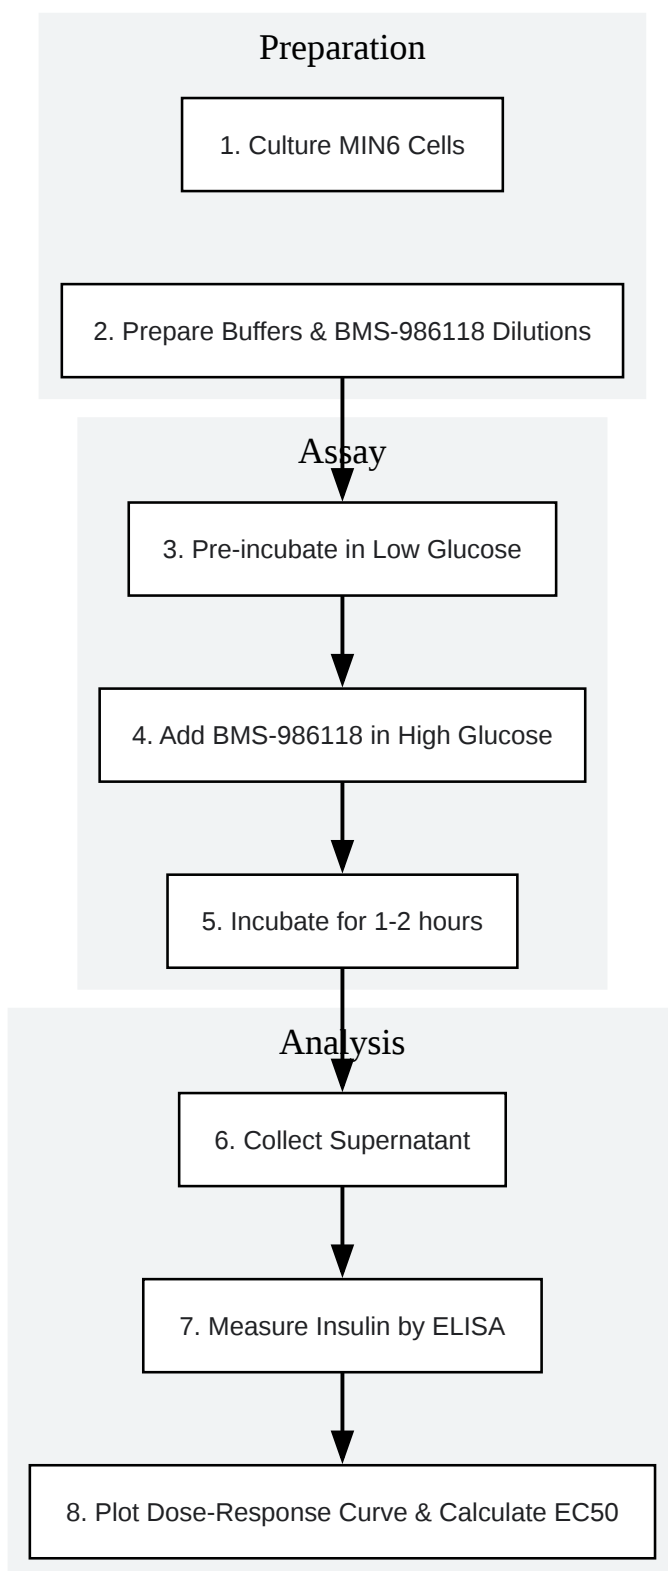 Preparation
1. Culture MIN6 Cells
2. Prepare Buffers & BMS-986118 Dilutions
Assay
3. Pre-incubate in Low Glucose
4. Add BMS-986118 in High Glucose
5. Incubate for 1-2 hours
Analysis
6. Collect Supernatant
7. Measure Insulin by ELISA
8. Plot Dose-Response Curve & Calculate EC50